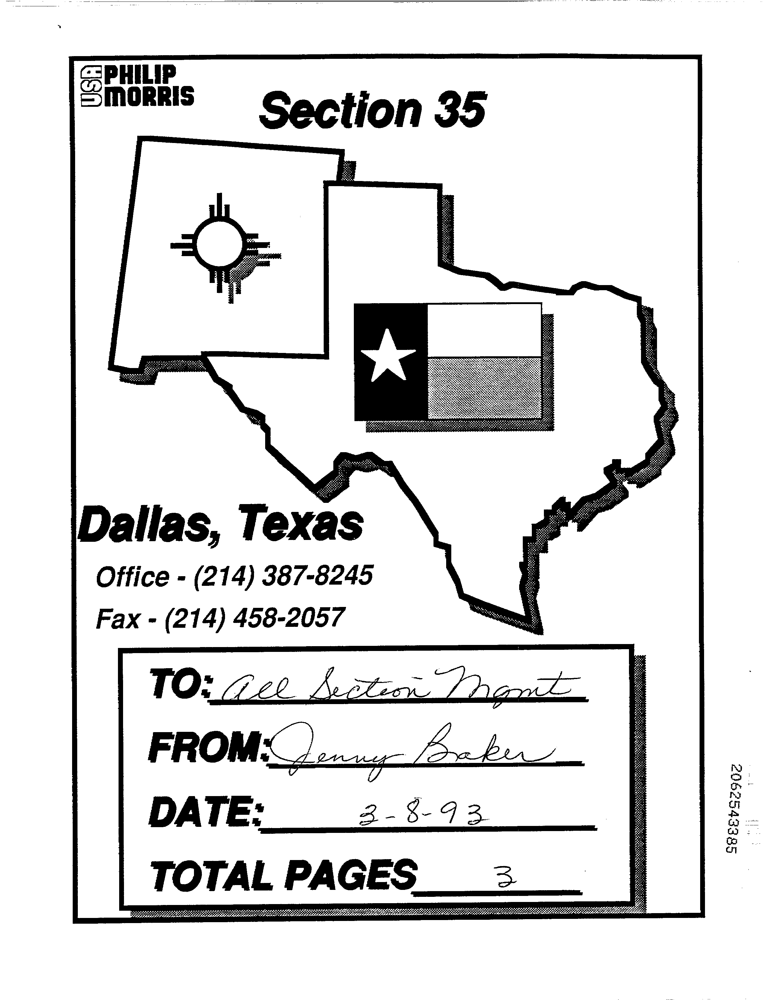 USA PHILIP
MORRIS
Section 35
Dallas, Texas
Office - (214) 387-8245
Fax - (214) 458-2057
TO: All Section Mgmt
FROM: Jenny Baker
DATE: 3-8-93
TOTAL PAGES 3
2062543385